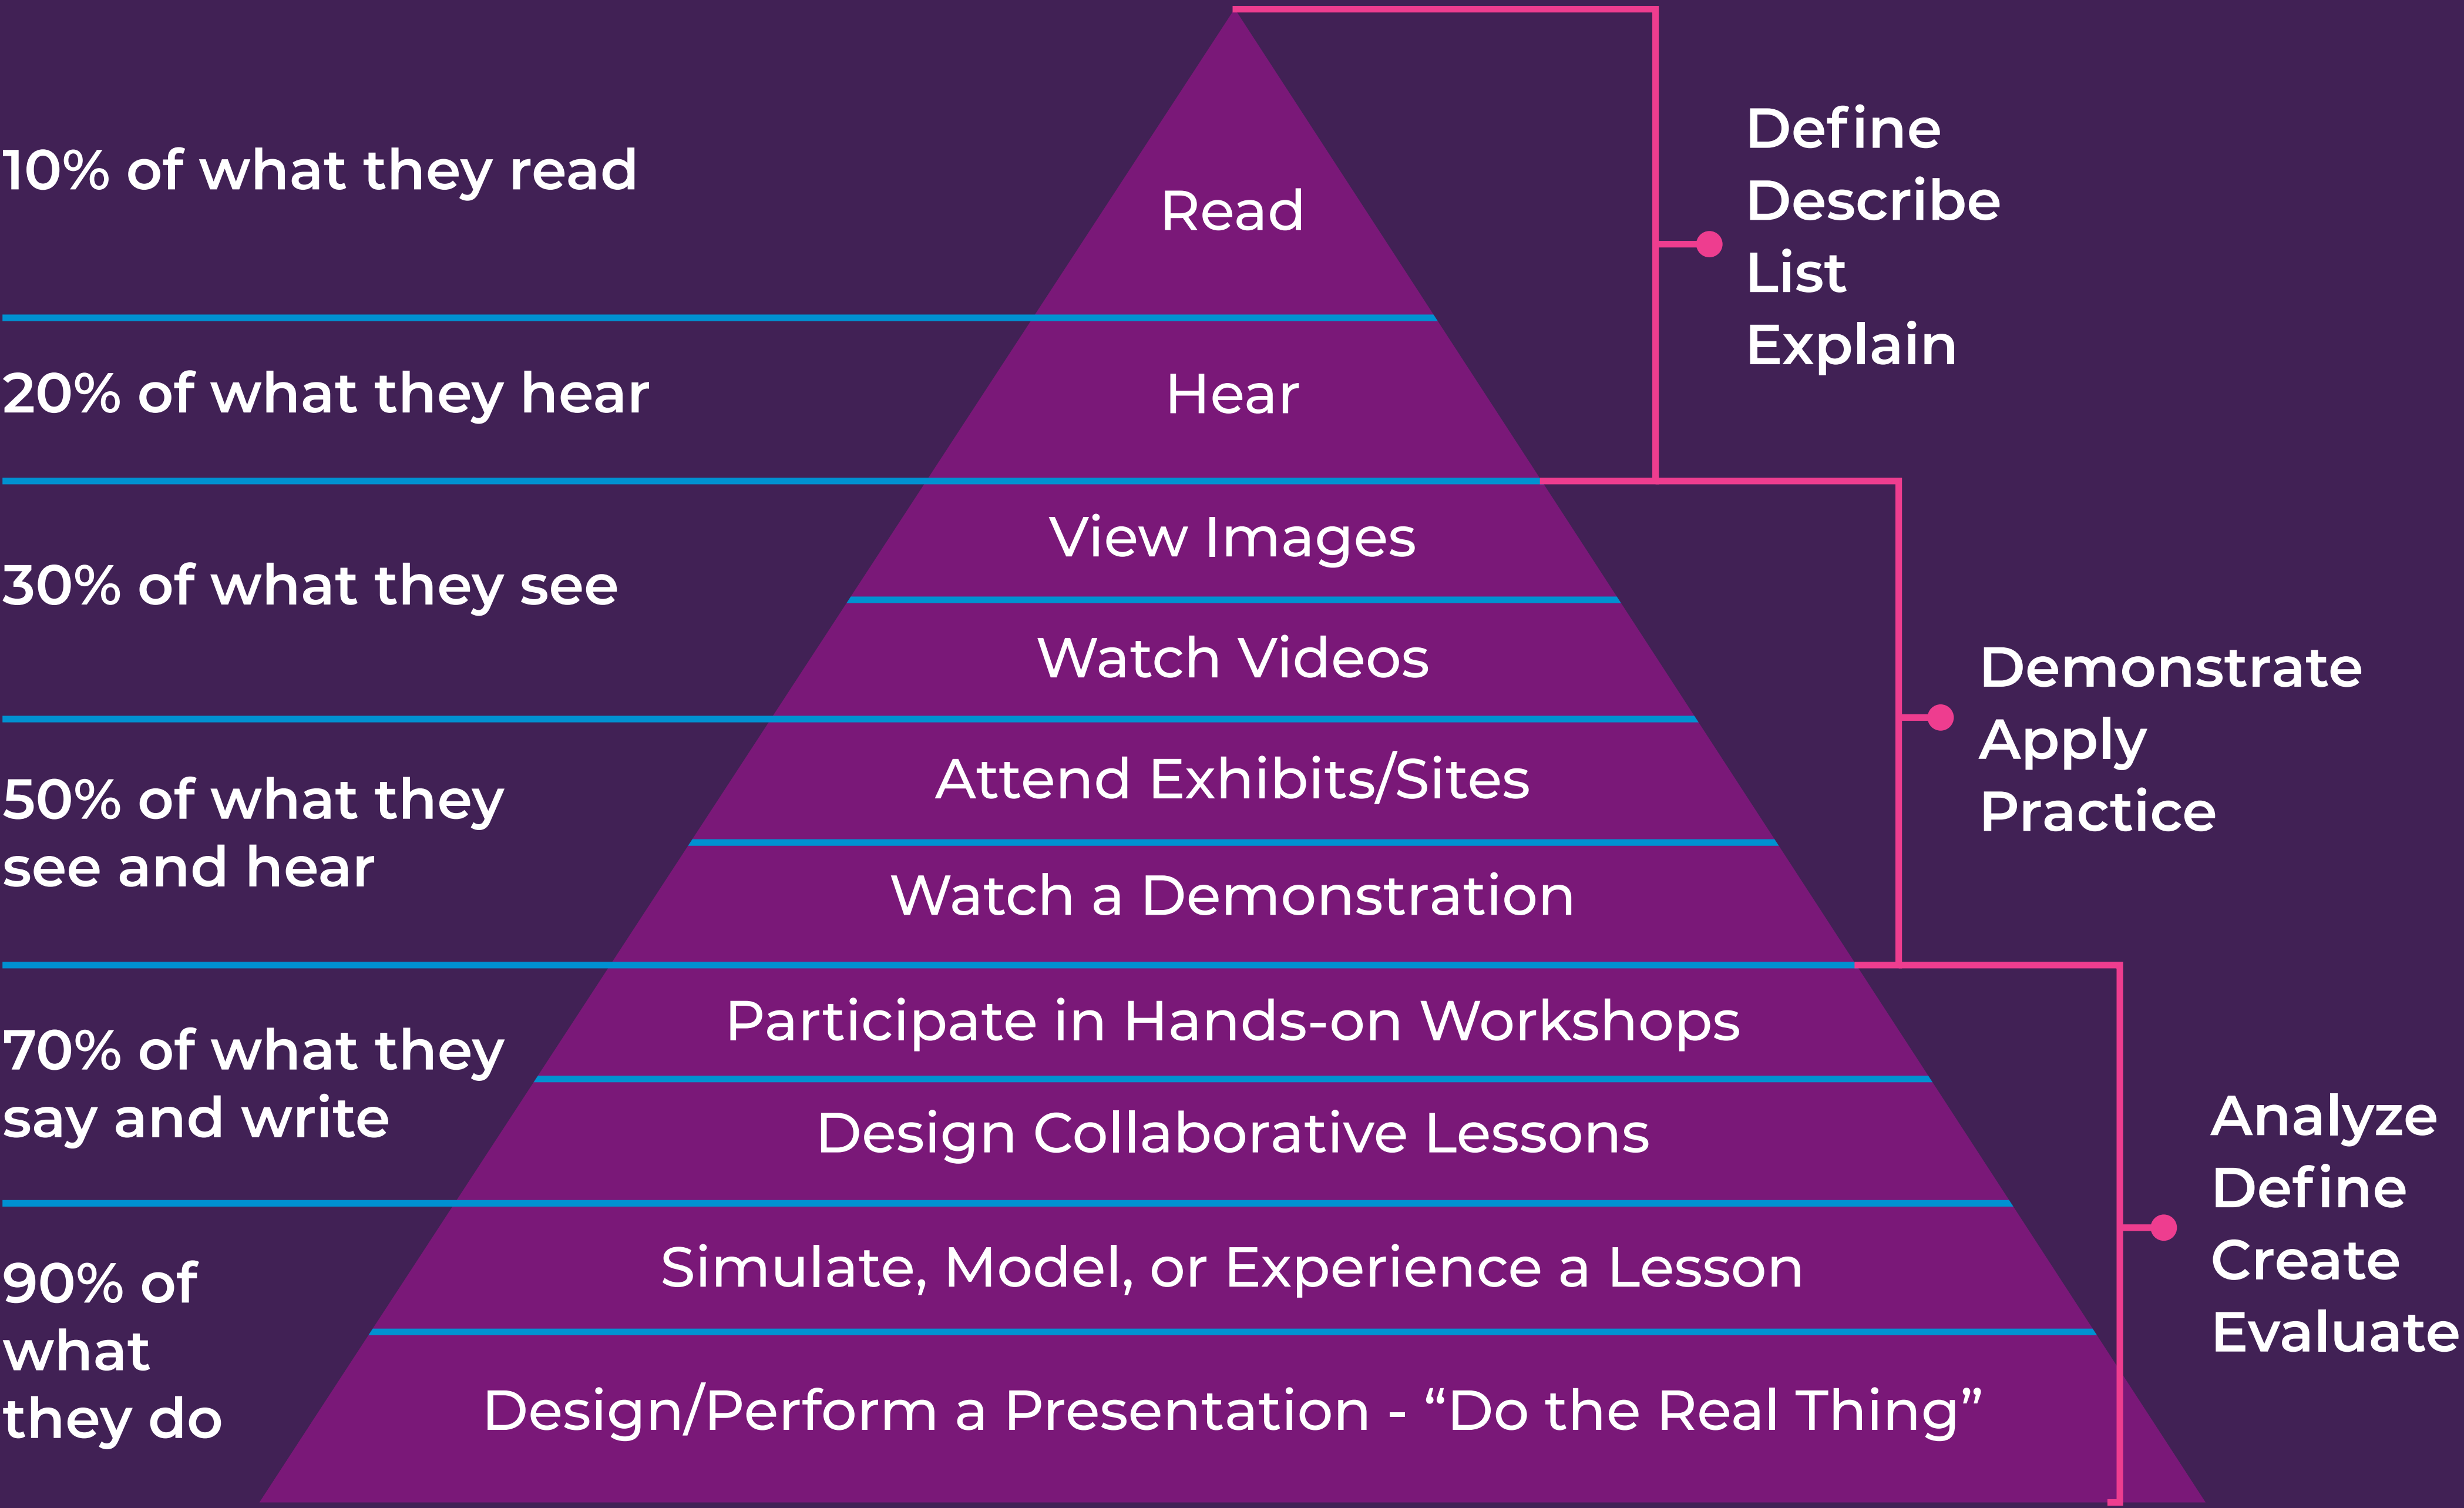 10% of what they read
20% of what they hear
30% of what they see
50% of what they
see and hear
70% of what they
say and write
90% of
what
they do
Read
Hear
View Images
Watch Videos
Attend Exhibits/Sites
Watch a Demonstration
Participate in Hands-on Workshops
Design Collaborative Lessons
Simulate, Model, or Experience a Lesson
Design/Perform a Presentation - “Do the Real Thing”
Define
Describe
List
Explain
Demonstrate
Apply
Practice
Analyze
Define
Create
Evaluate